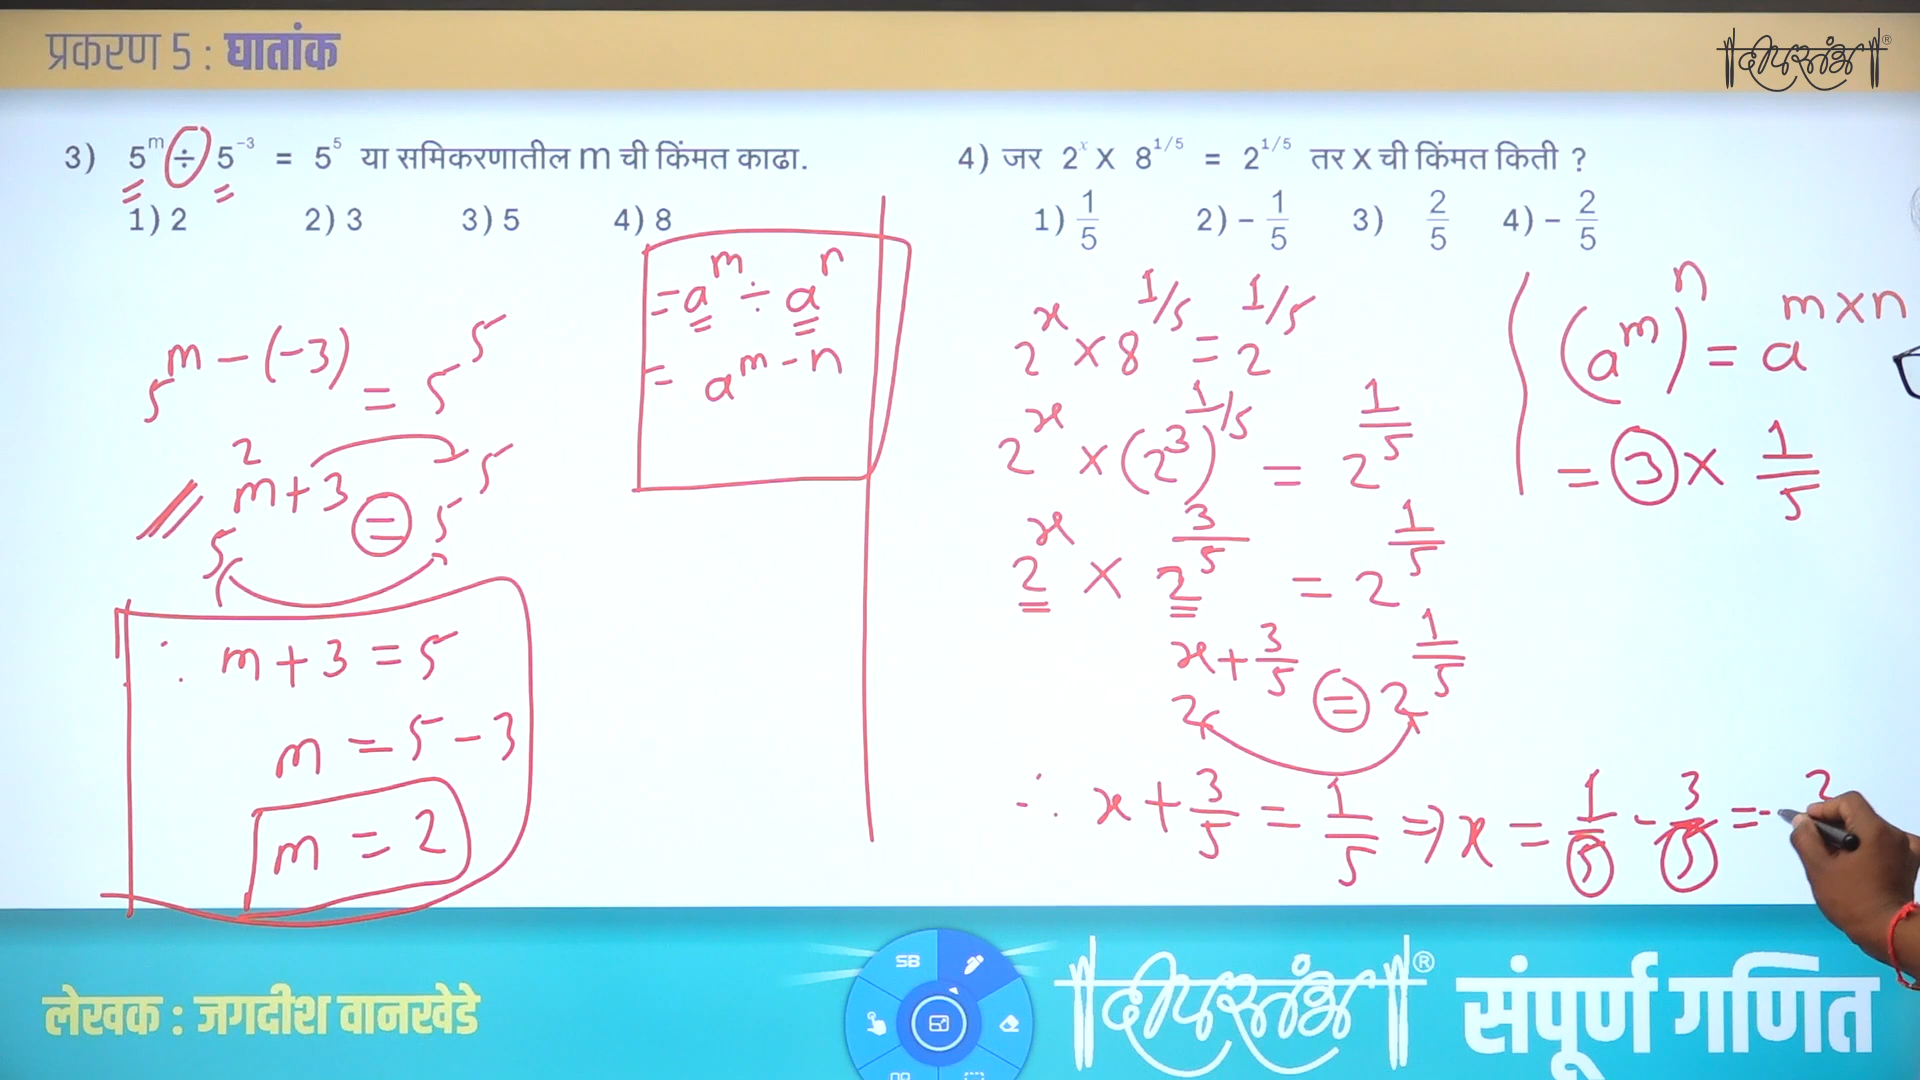 प्रकरण 5 : घातांक
॥दीपस्तंभ॥®
3) 5^m ÷ 5^-3 = 5^5 या समिकरणातील m ची किंमत काढा.
1) 2 2) 3 3) 5 4) 8
= a^m ÷ a^n
= a^m-n
5^m-(-3) = 5^5
2
5^m+3 = 5^5
∴ m+3 = 5
m = 5-3
m = 2
4) जर 2^x X 8^1/5 = 2^1/5 तर X ची किंमत किती ?
1) 1/5 2) - 1/5 3) 2/5 4) - 2/5
2^x × 8^1/5 = 2^1/5
2^x × (2^3)^1/5 = 2^1/5
2^x × 2^3/5 = 2^1/5
2^x+3/5 = 2^1/5
∴ x + 3/5 = 1/5 ⇒ x = 1/5 - 3/5 = - 2
(a^m)^n = a^m×n
= 3 × 1/5
लेखक : जगदीश वानखेडे
SB
॥दीपस्तंभ॥®
संपूर्ण गणित